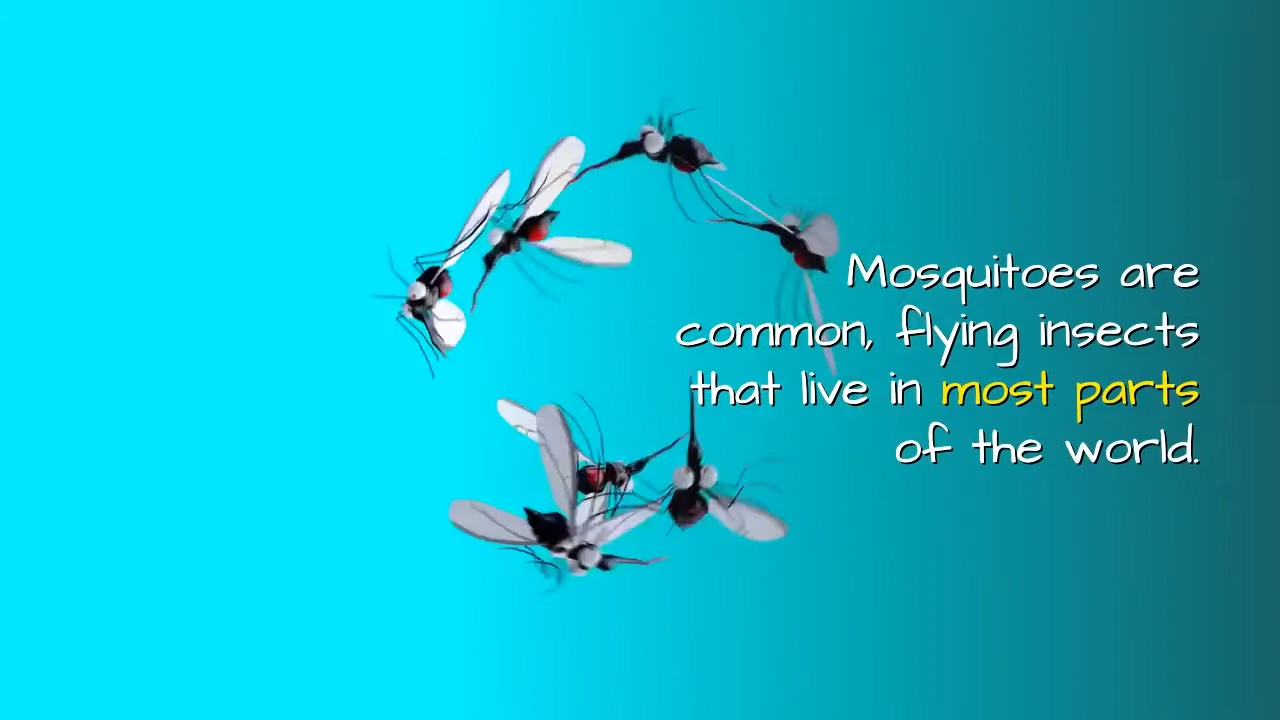 Mosquitoes are
common, flying insects
that live in most parts
of the world.